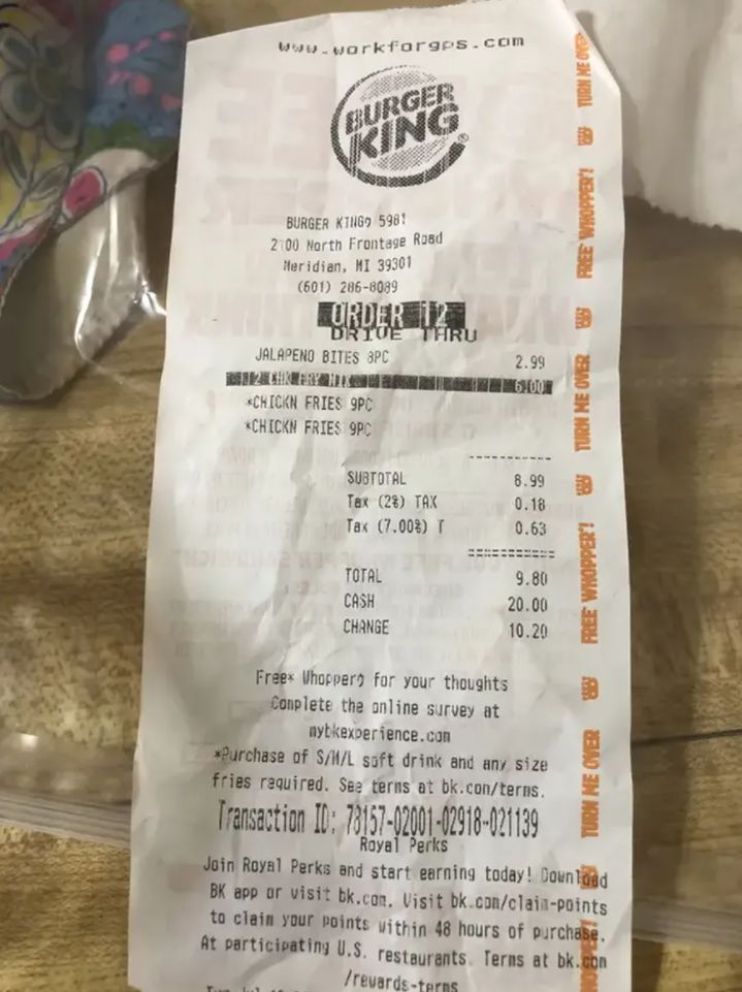 www.workforgps.com
BURGER
KING
BURGER KING® 5981
2100 North Frontage Road
Meridian, MI 39301
(601) 286-8089
ORDER 12
DRIVE THRU
JALAPENO BITES 8PC 2.99
2 CHK FRY MIX 6.00
*CHICKN FRIES 9PC
*CHICKN FRIES 9PC
SUBTOTAL 8.99
Tax (2%) TAX 0.18
Tax (7.00%) T 0.63
TOTAL 9.80
CASH 20.00
CHANGE 10.20
Free* Whopper® for your thoughts
Complete the online survey at
mybkexperience.com
*Purchase of S/M/L soft drink and any size
fries required. See terms at bk.com/terms.
Transaction ID: 78157-02001-02918-021139
Royal Perks
Join Royal Perks and start earning today! Download
BK app or visit bk.com. Visit bk.com/claim-points
to claim your points within 48 hours of purchase.
At participating U.S. restaurants. Terms at bk.com
/rewards-terms
TURN ME OVER
FREE WHOPPER!
TURN ME OVER
FREE WHOPPER!
TURN ME OVER